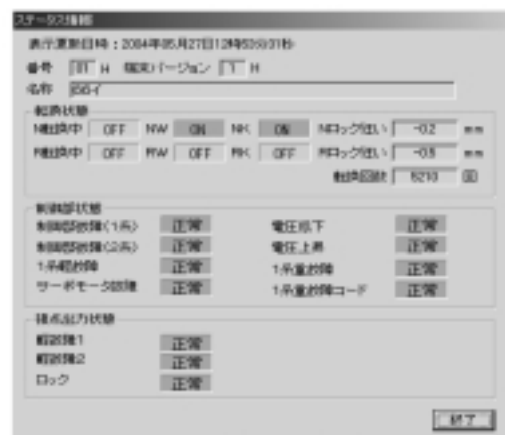 ステータス情報
表示更新日時：2004年05月27日12時53分31秒
番号 01 H 端末バージョン 1 H
名称
転換状態
N転換中 OFF NW ON NK ON Nロック狂い -0.2 mm
R転換中 OFF RW OFF RK OFF Rロック狂い -0.5 mm
転換回数 5210 回
制御部状態
制御部故障(1系) 正常 電圧低下 正常
制御部故障(2系) 正常 電圧上昇 正常
1系軽故障 正常 1系重故障 正常
サーボモータ故障 正常 1系重故障コード 正常
接点出力状態
軽故障1 正常
軽故障2 正常
ロック 正常
終了